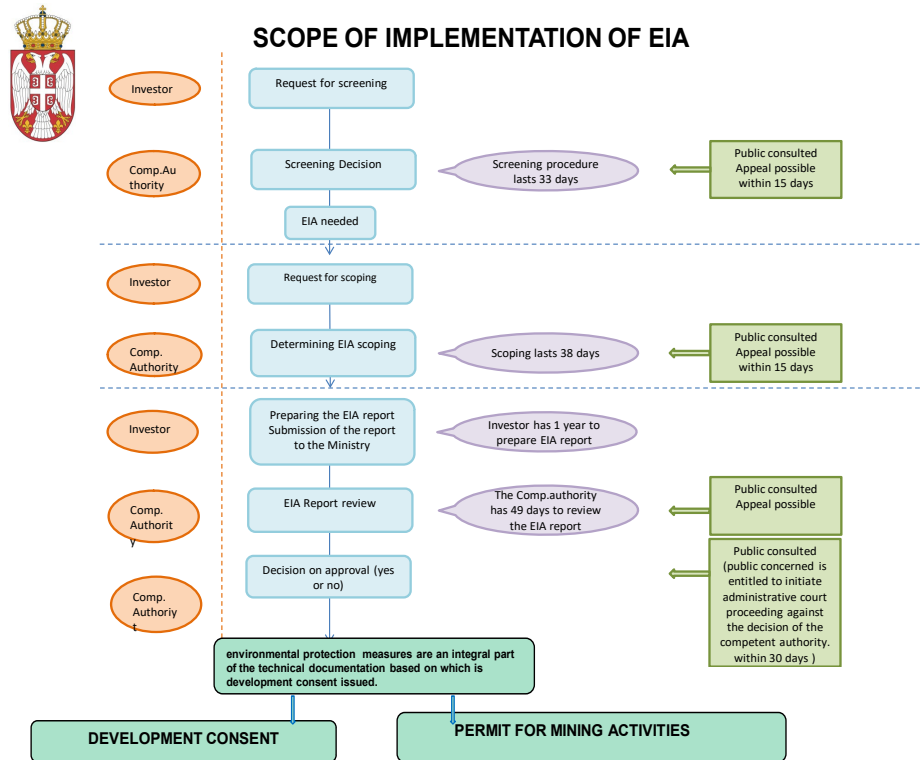 SCOPE OF IMPLEMENTATION OF EIA
Investor
Request for screening
Comp.Au
thority
Screening Decision
Screening procedure
lasts 33 days
Public consulted
Appeal possible
within 15 days
EIA needed
Investor
Request for scoping
Comp.
Authority
Determining EIA scoping
Scoping lasts 38 days
Public consulted
Appeal possible
within 15 days
Investor
Preparing the EIA report
Submission of the report
to the Ministry
Investor has 1 year to
prepare EIA report
Comp.
Authorit
y
EIA Report review
The Comp.authority
has 49 days to review
the EIA report
Public consulted
Appeal possible
Comp.
Authoriy
t
Decision on approval (yes
or no)
Public consulted
(public concerned is
entitled to initiate
administrative court
proceeding against
the decision of the
competent authority.
within 30 days )
environmental protection measures are an integral part
of the technical documentation based on which is
development consent issued.
DEVELOPMENT CONSENT
PERMIT FOR MINING ACTIVITIES